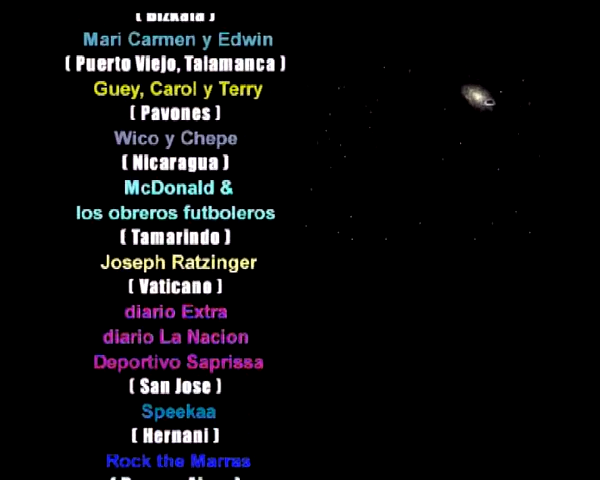 ( Bizkaia )
Mari Carmen y Edwin
( Puerto Viejo, Talamanca )
Guey, Carol y Terry
( Pavones )
Wico y Chepe
( Nicaragua )
McDonald &
los obreros futboleros
( Tamarindo )
Joseph Ratzinger
( Vaticano )
diario Extra
diario La Nacion
Deportivo Saprissa
( San Jose )
Speekaa
( Hernani )
Rock the Marras